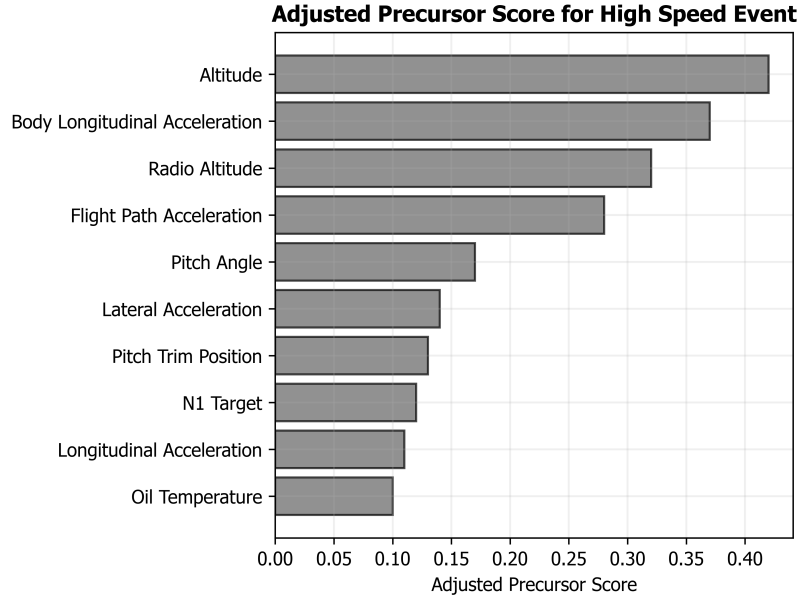 Adjusted Precursor Score for High Speed Event
Altitude
Body Longitudinal Acceleration
Radio Altitude
Flight Path Acceleration
Pitch Angle
Lateral Acceleration
Pitch Trim Position
N1 Target
Longitudinal Acceleration
Oil Temperature
0.00 0.05 0.10 0.15 0.20 0.25 0.30 0.35 0.40
Adjusted Precursor Score